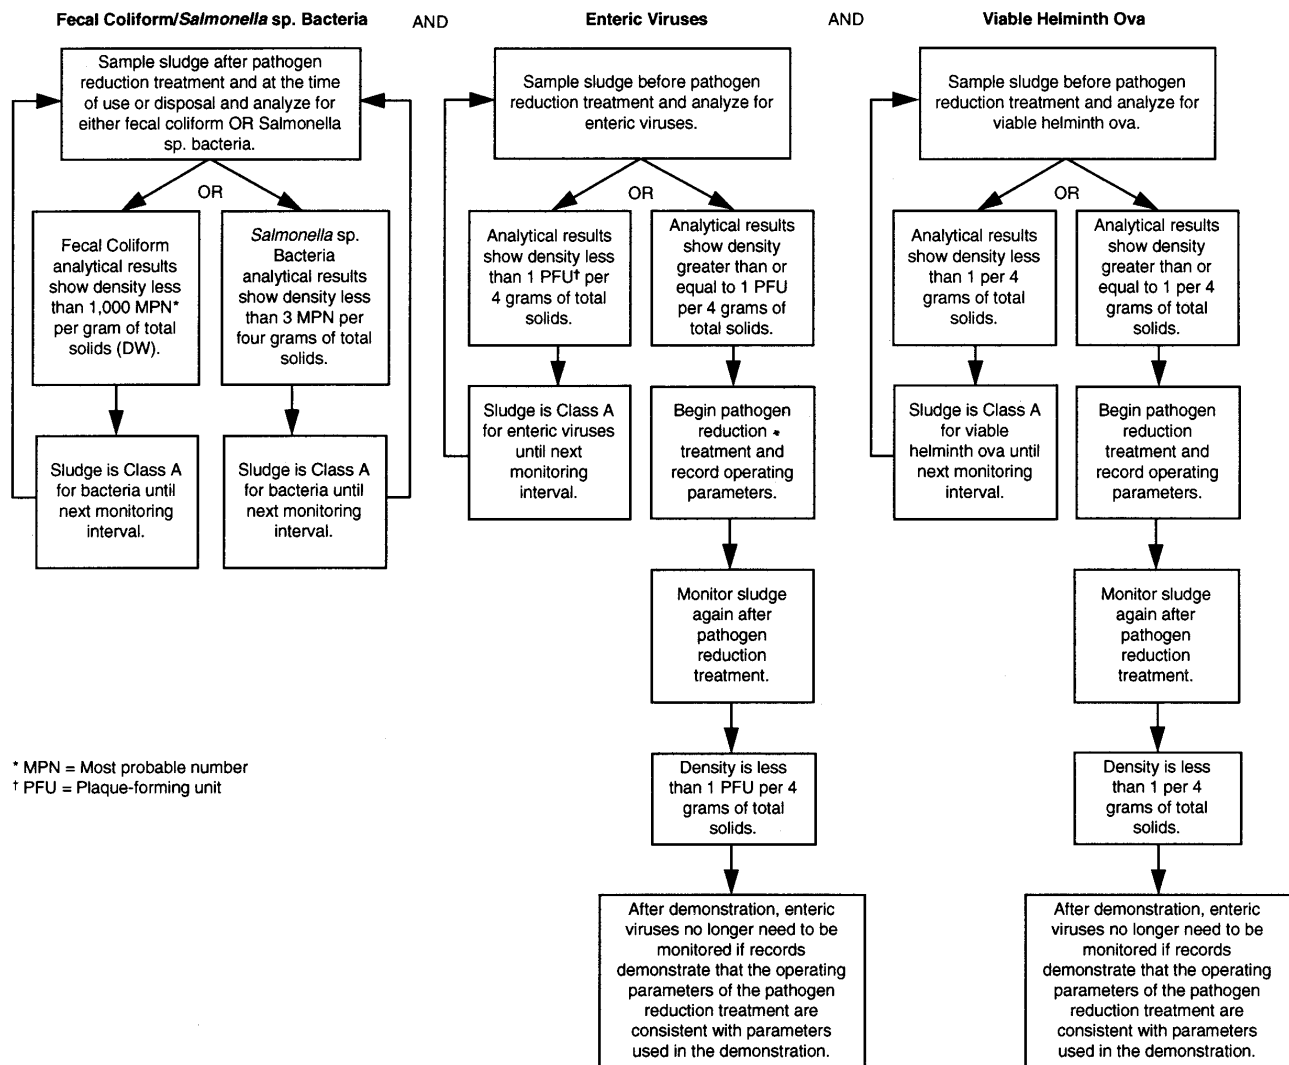 Fecal Coliform/Salmonella sp. Bacteria
AND
Enteric Viruses
AND
Viable Helminth Ova
Sample sludge after pathogen
reduction treatment and at the time
of use or disposal and analyze for
either fecal coliform OR Salmonella
sp. bacteria.
OR
Fecal Coliform
analytical results
show density less
than 1,000 MPN*
per gram of total
solids (DW).
Salmonella sp.
Bacteria
analytical results
show density less
than 3 MPN per
four grams of total
solids.
Sludge is Class A
for bacteria until
next monitoring
interval.
Sludge is Class A
for bacteria until
next monitoring
interval.
Sample sludge before pathogen
reduction treatment and analyze for
enteric viruses.
OR
Analytical results
show density less
than 1 PFU† per
4 grams of total
solids.
Analytical results
show density
greater than or
equal to 1 PFU
per 4 grams of
total solids.
Sludge is Class A
for enteric viruses
until next
monitoring
interval.
Begin pathogen
reduction *
treatment and
record operating
parameters.
Monitor sludge
again after
pathogen
reduction
treatment.
Density is less
than 1 PFU per 4
grams of total
solids.
After demonstration, enteric
viruses no longer need to be
monitored if records
demonstrate that the operating
parameters of the pathogen
reduction treatment are
consistent with parameters
used in the demonstration.
Sample sludge before pathogen
reduction treatment and analyze for
viable helminth ova.
OR
Analytical results
show density less
than 1 per 4
grams of total
solids.
Analytical results
show density
greater than or
equal to 1 per 4
grams of total
solids.
Sludge is Class A
for viable
helminth ova until
next monitoring
interval.
Begin pathogen
reduction
treatment and
record operating
parameters.
Monitor sludge
again after
pathogen
reduction
treatment.
Density is less
than 1 per 4
grams of total
solids.
After demonstration, enteric
viruses no longer need to be
monitored if records
demonstrate that the operating
parameters of the pathogen
reduction treatment are
consistent with parameters
used in the demonstration.
* MPN = Most probable number
† PFU = Plaque-forming unit